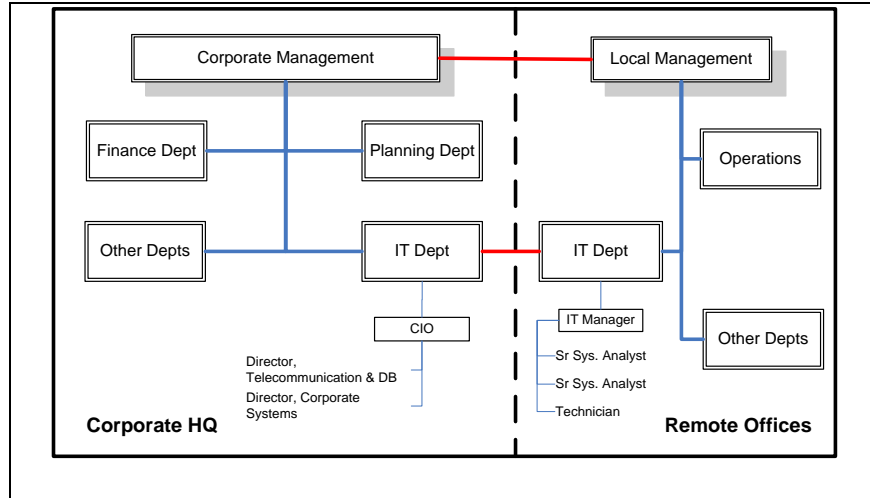 Corporate Management
Local Management
Finance Dept
Planning Dept
Operations
Other Depts
IT Dept
IT Dept
CIO
IT Manager
Other Depts
Director,
Telecommunication & DB
Director, Corporate
Systems
Sr Sys. Analyst
Sr Sys. Analyst
Technician
Corporate HQ
Remote Offices